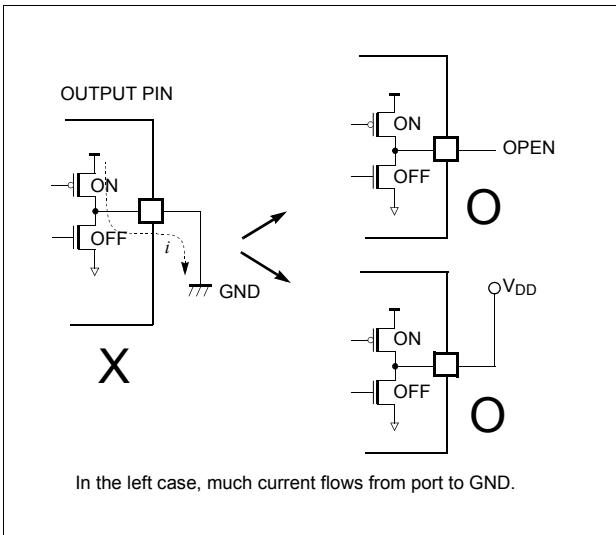 OUTPUT PIN
ON
OFF
i
GND
X
ON
OFF
OPEN
O
VDD
ON
OFF
O
In the left case, much current flows from port to GND.